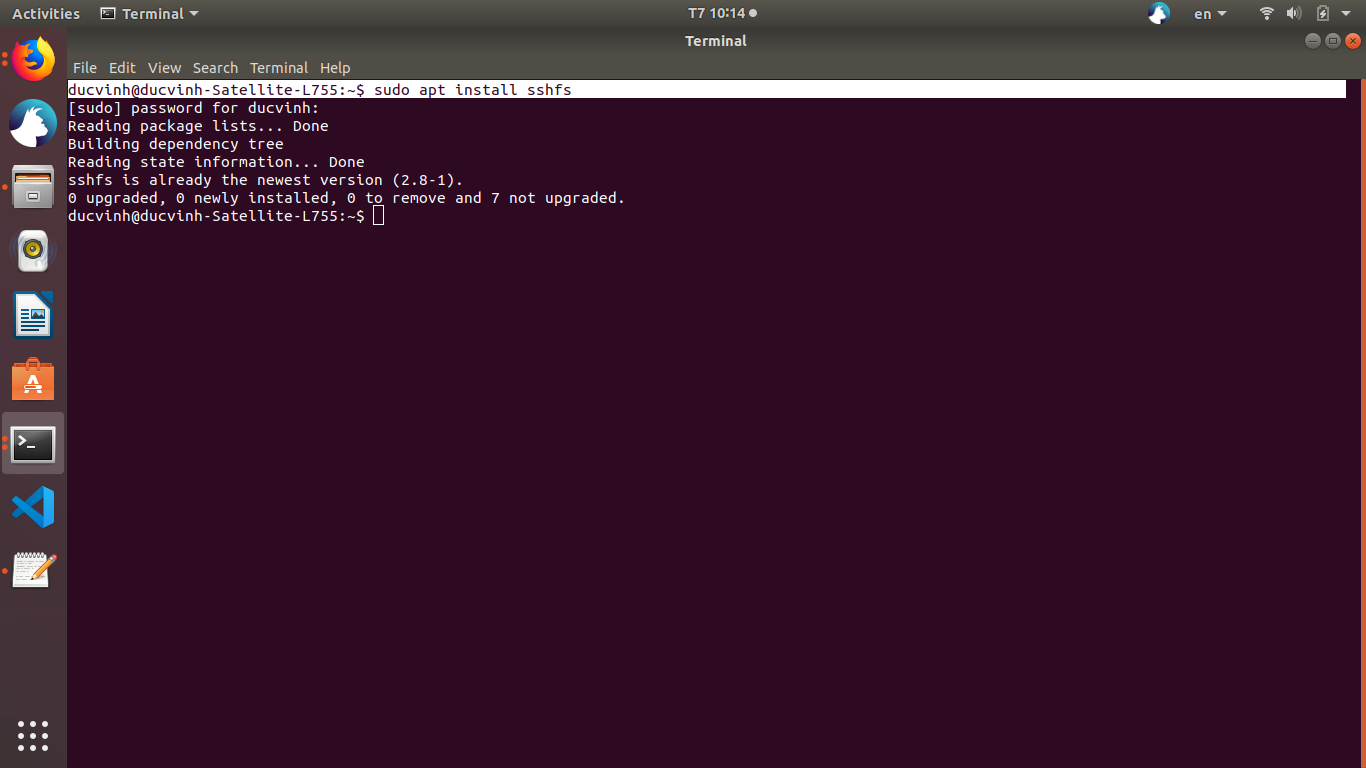 Activities Terminal T7 10:14 en
Terminal
File Edit View Search Terminal Help
ducvinh@ducvinh-Satellite-L755:~$ sudo apt install sshfs
[sudo] password for ducvinh:
Reading package lists... Done
Building dependency tree
Reading state information... Done
sshfs is already the newest version (2.8-1).
0 upgraded, 0 newly installed, 0 to remove and 7 not upgraded.
ducvinh@ducvinh-Satellite-L755:~$